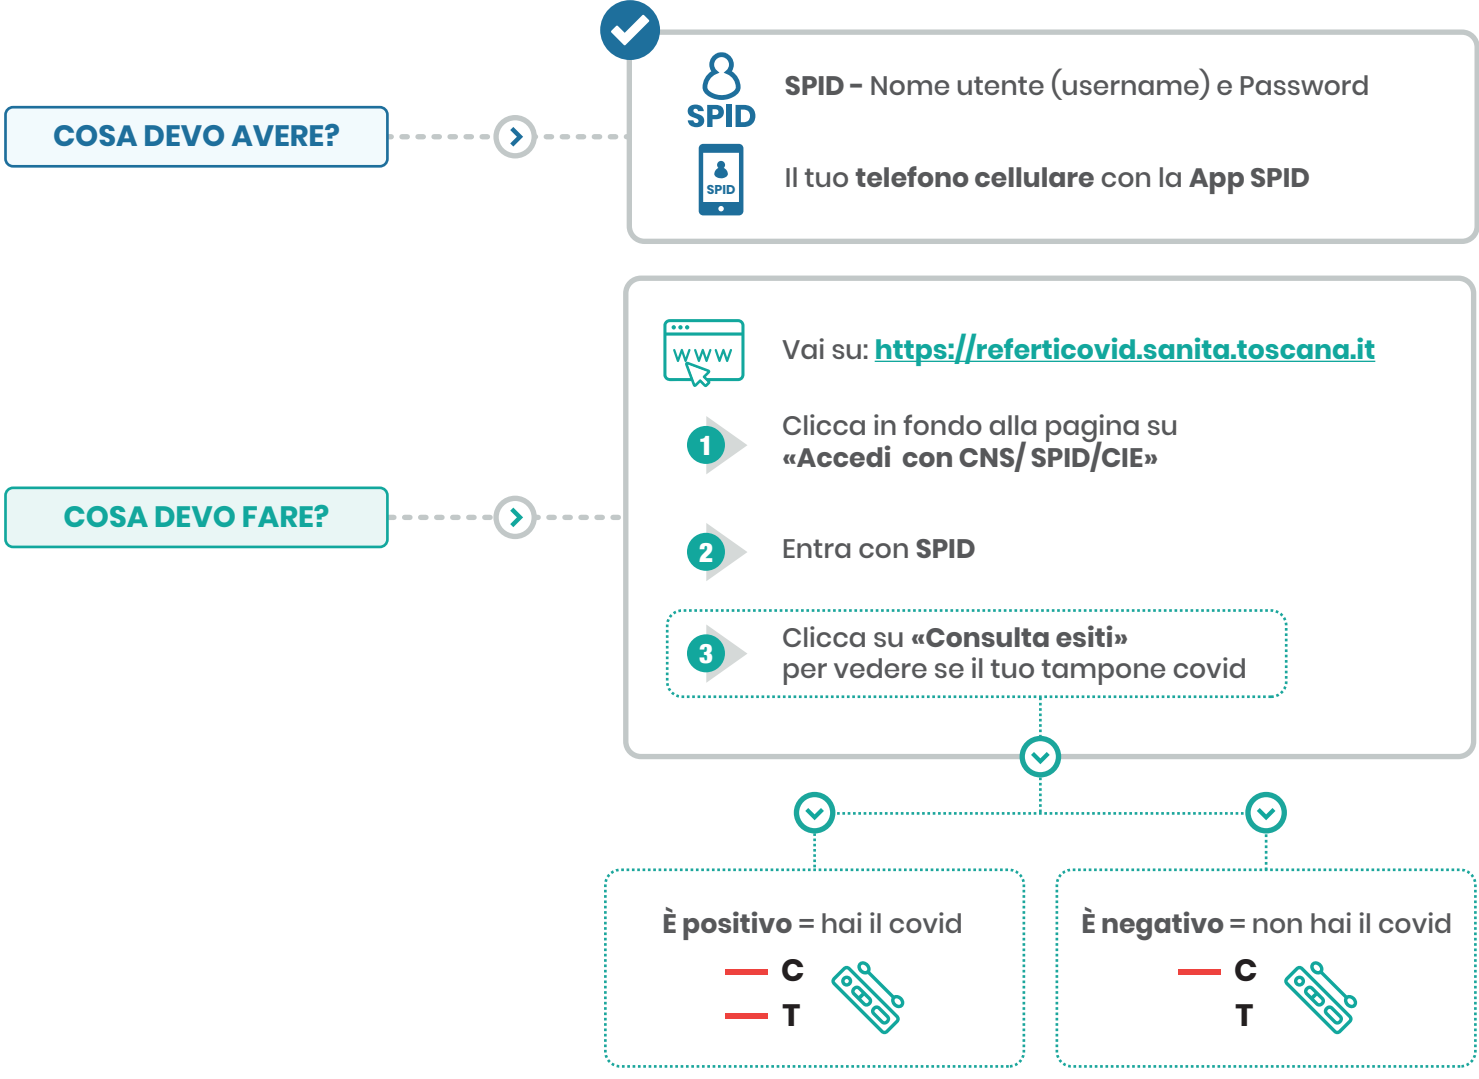 COSA DEVO AVERE?
SPID
SPID - Nome utente (username) e Password
SPID
Il tuo telefono cellulare con la App SPID
COSA DEVO FARE?
WWW
Vai su: https://referticovid.sanita.toscana.it
1
Clicca in fondo alla pagina su
«Accedi con CNS/ SPID/CIE»
2
Entra con SPID
3
Clicca su «Consulta esiti»
per vedere se il tuo tampone covid
È positivo = hai il covid
C
T
È negativo = non hai il covid
C
T